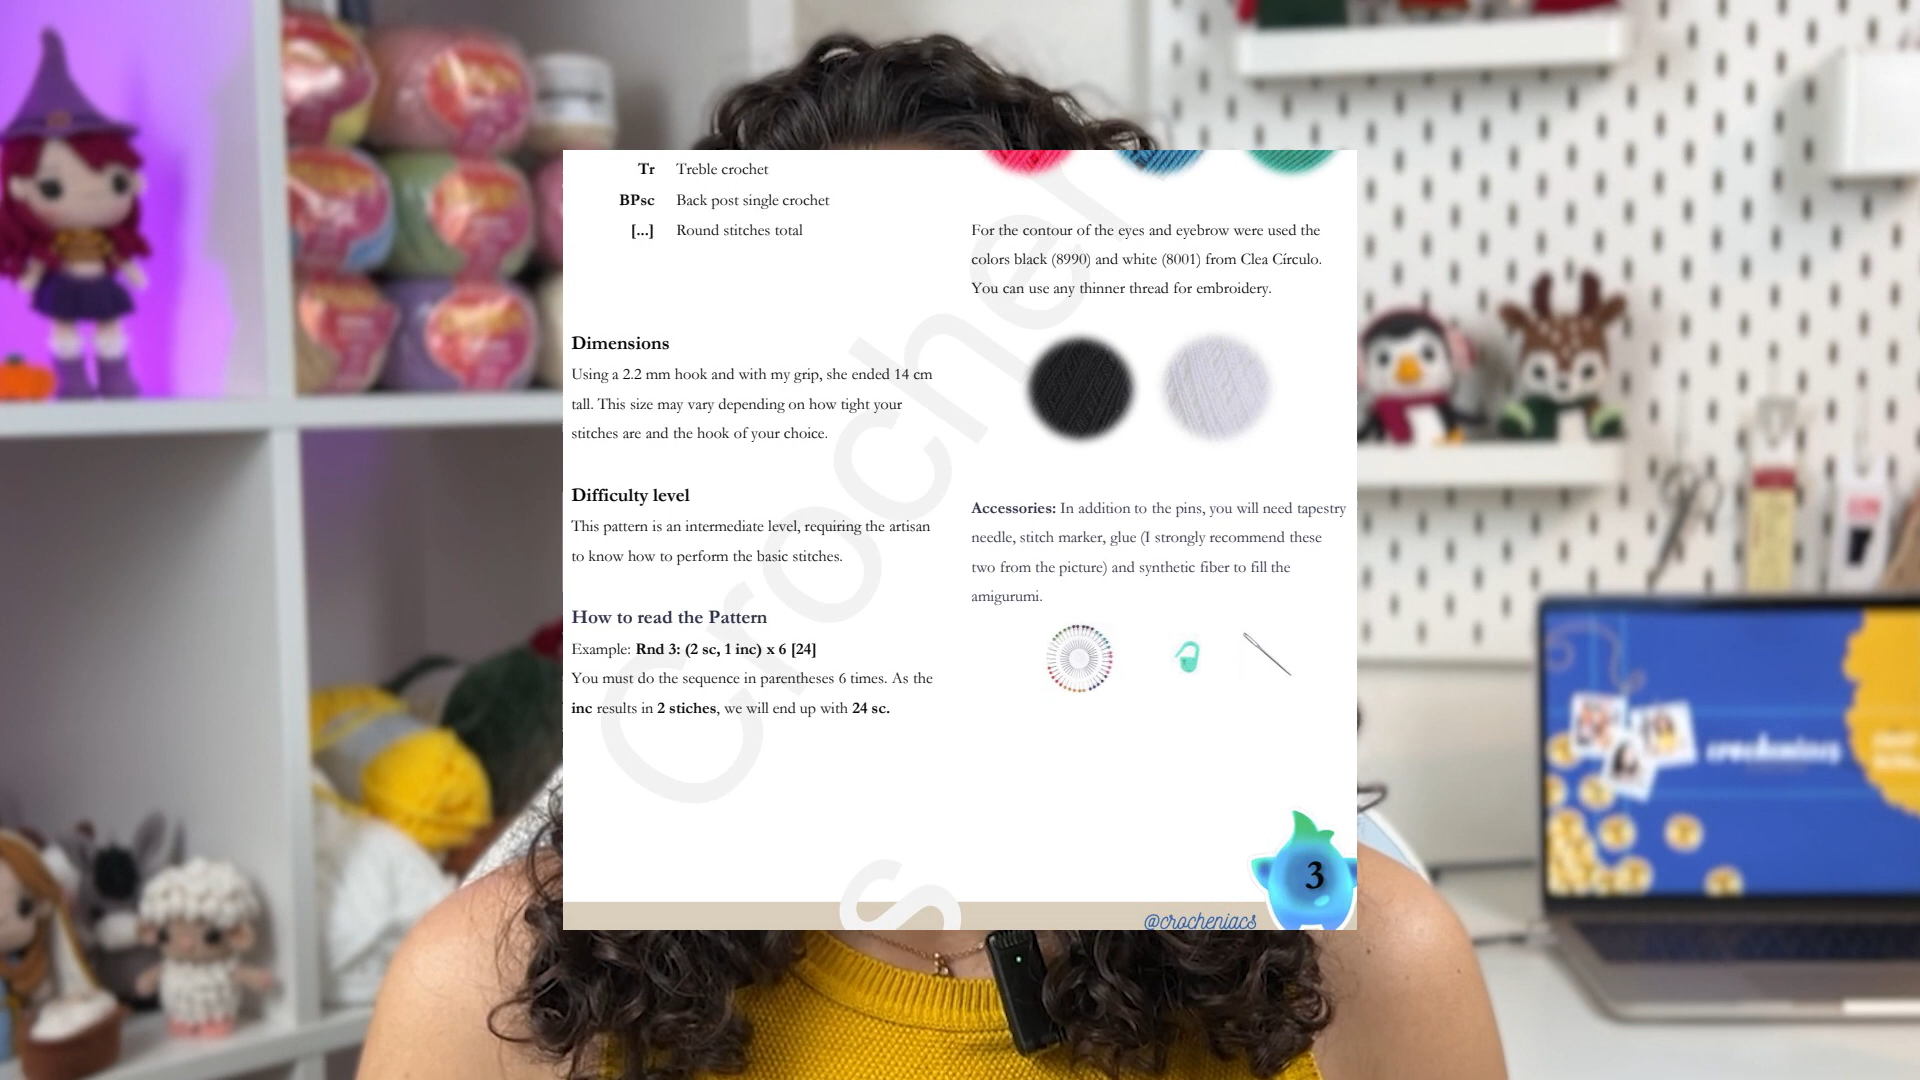 Tr Treble crochet
BPsc Back post single crochet
[...] Round stitches total
Dimensions
Using a 2.2 mm hook and with my grip, she ended 14 cm
tall. This size may vary depending on how tight your
stitches are and the hook of your choice.
Difficulty level
This pattern is an intermediate level, requiring the artisan
to know how to perform the basic stitches.
How to read the Pattern
Example: Rnd 3: (2 sc, 1 inc) x 6 [24]
You must do the sequence in parentheses 6 times. As the
inc results in 2 stiches, we will end up with 24 sc.
For the contour of the eyes and eyebrow were used the
colors black (8990) and white (8001) from Clea Círculo.
You can use any thinner thread for embroidery.
Accessories: In addition to the pins, you will need tapestry
needle, stitch marker, glue (I strongly recommend these
two from the picture) and synthetic fiber to fill the
amigurumi.
3
@crocheniacs
crocheniacs